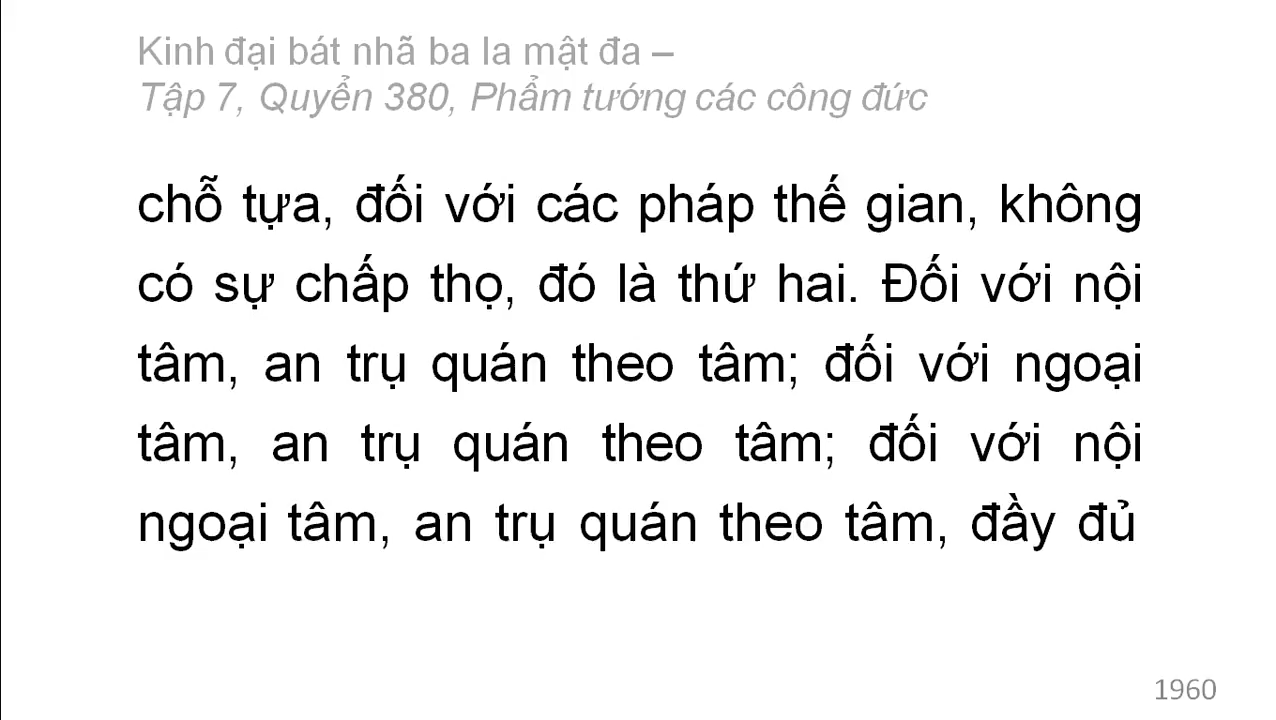 Kinh đại bát nhã ba la mật đa –
Tập 7, Quyển 380, Phẩm tướng các công đức
chỗ tựa, đối với các pháp thế gian, không
có sự chấp thọ, đó là thứ hai. Đối với nội
tâm, an trụ quán theo tâm; đối với ngoại
tâm, an trụ quán theo tâm; đối với nội
ngoại tâm, an trụ quán theo tâm, đầy đủ
1960